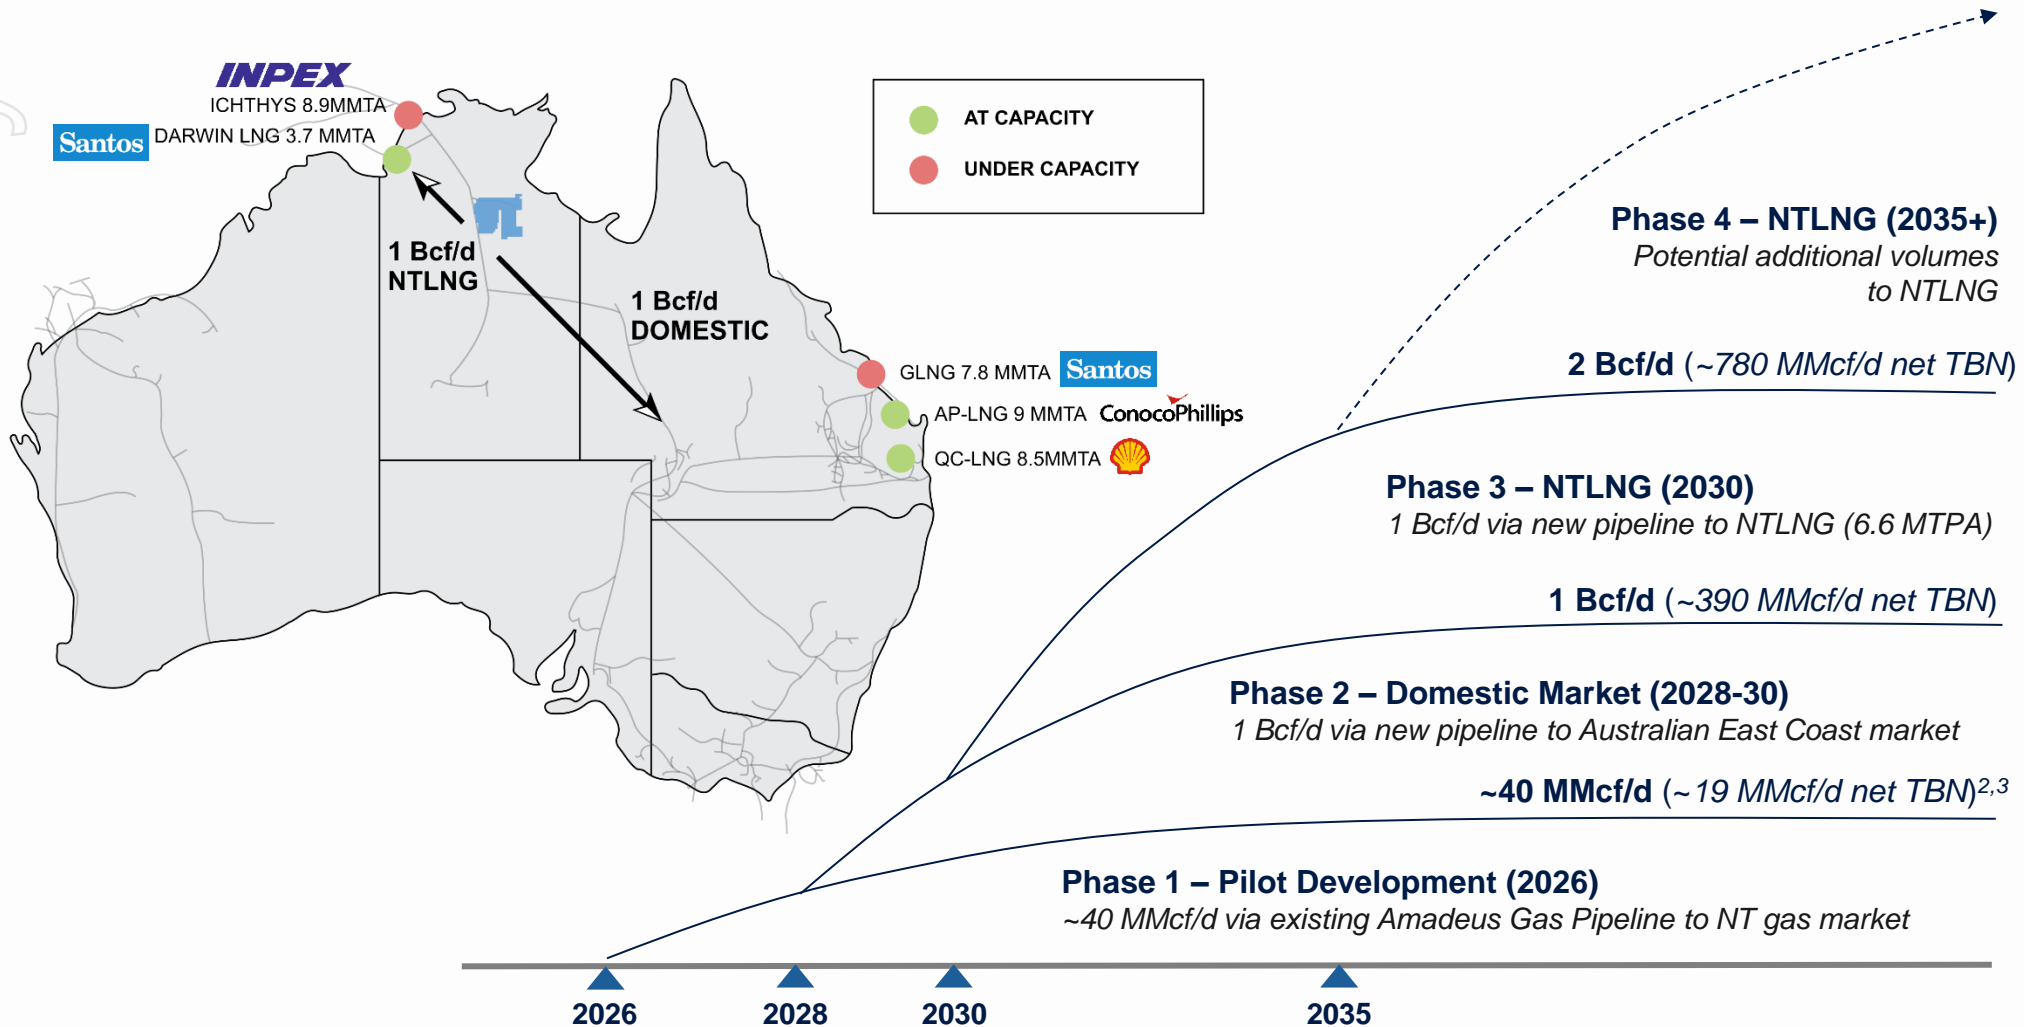 INPEX
ICHTHYS 8.9MMTA
Santos
DARWIN LNG 3.7 MMTA
1 Bcf/d
NTLNG
1 Bcf/d
DOMESTIC
GLNG 7.8 MMTA
Santos
AP-LNG 9 MMTA
ConocoPhillips
QC-LNG 8.5MMTA
AT CAPACITY
UNDER CAPACITY
Phase 4 – NTLNG (2035+)
Potential additional volumes
to NTLNG
2 Bcf/d (~780 MMcf/d net TBN)
Phase 3 – NTLNG (2030)
1 Bcf/d via new pipeline to NTLNG (6.6 MTPA)
1 Bcf/d (~390 MMcf/d net TBN)
Phase 2 – Domestic Market (2028-30)
1 Bcf/d via new pipeline to Australian East Coast market
~40 MMcf/d (~19 MMcf/d net TBN)2,3
Phase 1 – Pilot Development (2026)
~40 MMcf/d via existing Amadeus Gas Pipeline to NT gas market
2026
2028
2030
2035